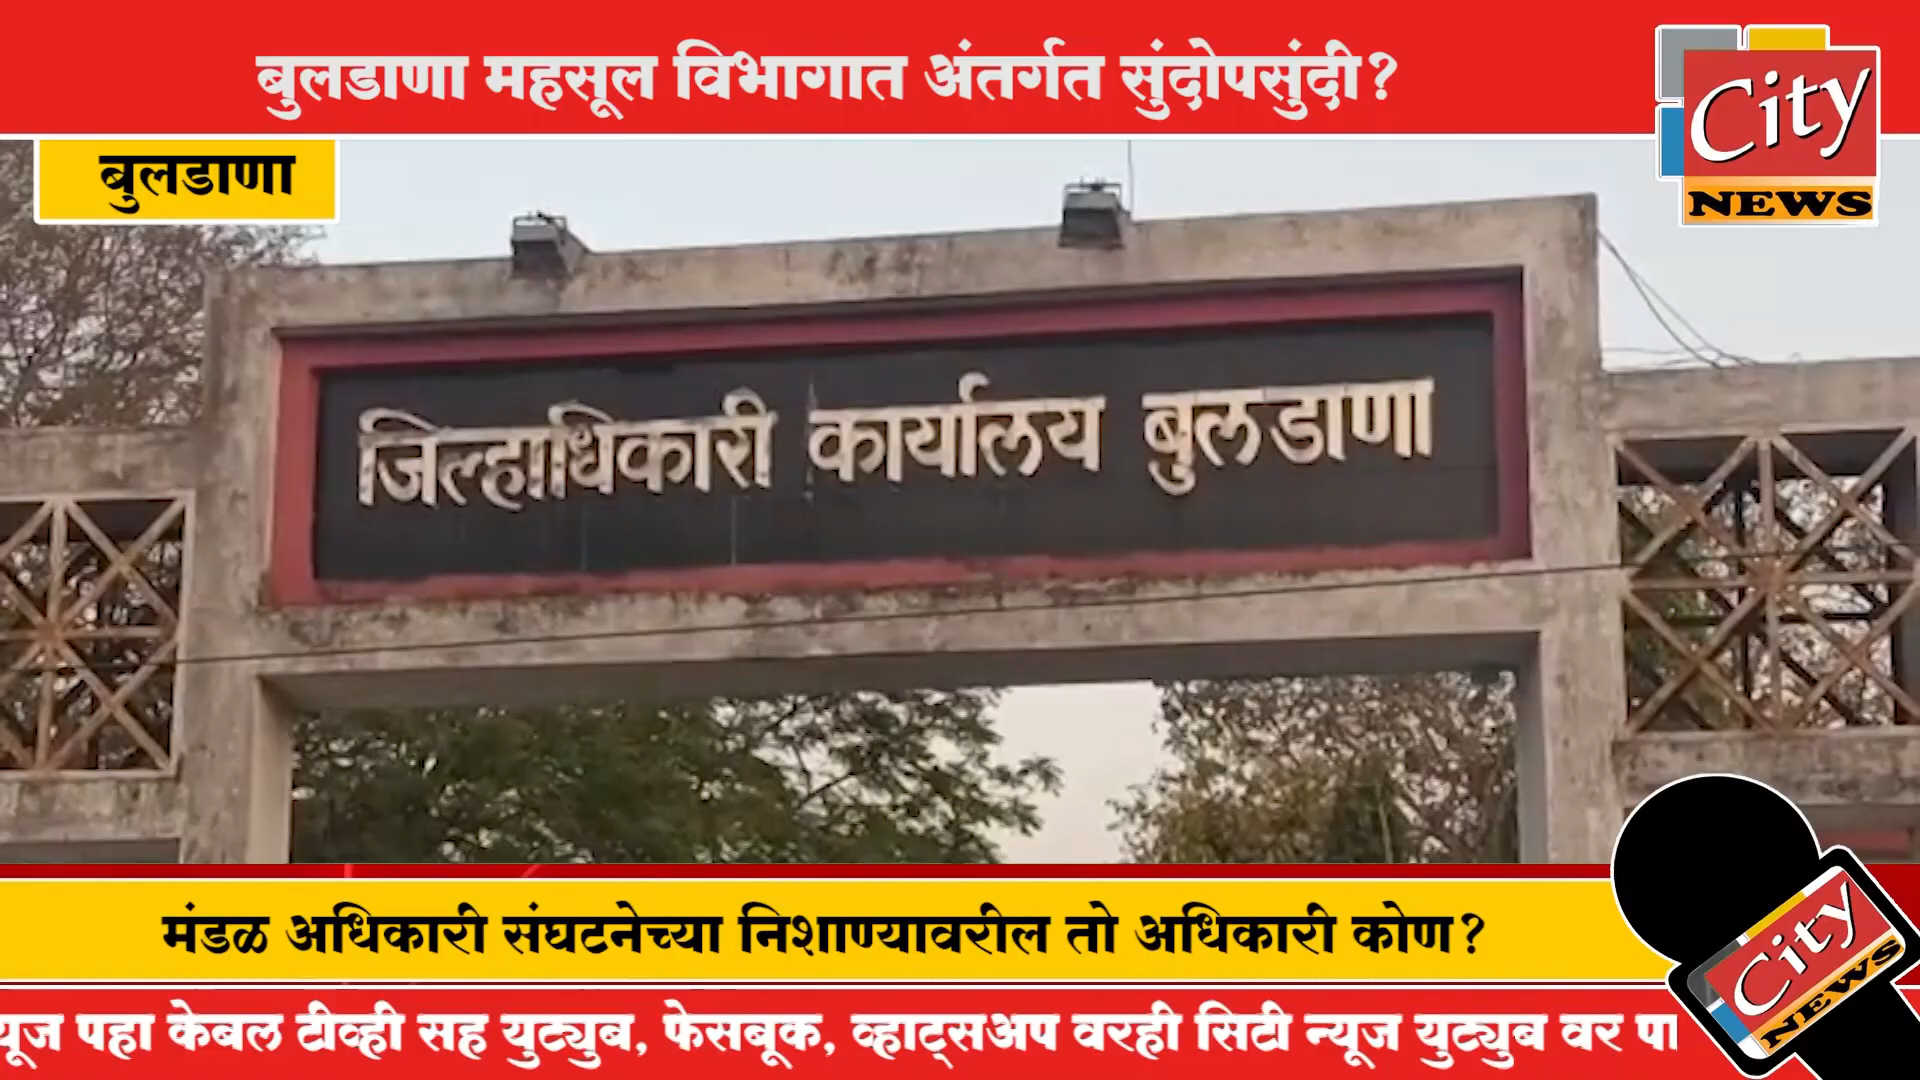 बुलडाणा महसूल विभागात अंतर्गत सुंदोपसुंदी?
City
NEWS
बुलडाणा
जिल्हाधिकारी कार्यालय बुलडाणा
मंडळ अधिकारी संघटनेच्या निशाण्यावरील तो अधिकारी कोण?
City
NEWS
पहा केबल टीव्ही सह युट्युब, फेसबूक, व्हाट्सअप वरही सिटी न्यूज युट्युब वर